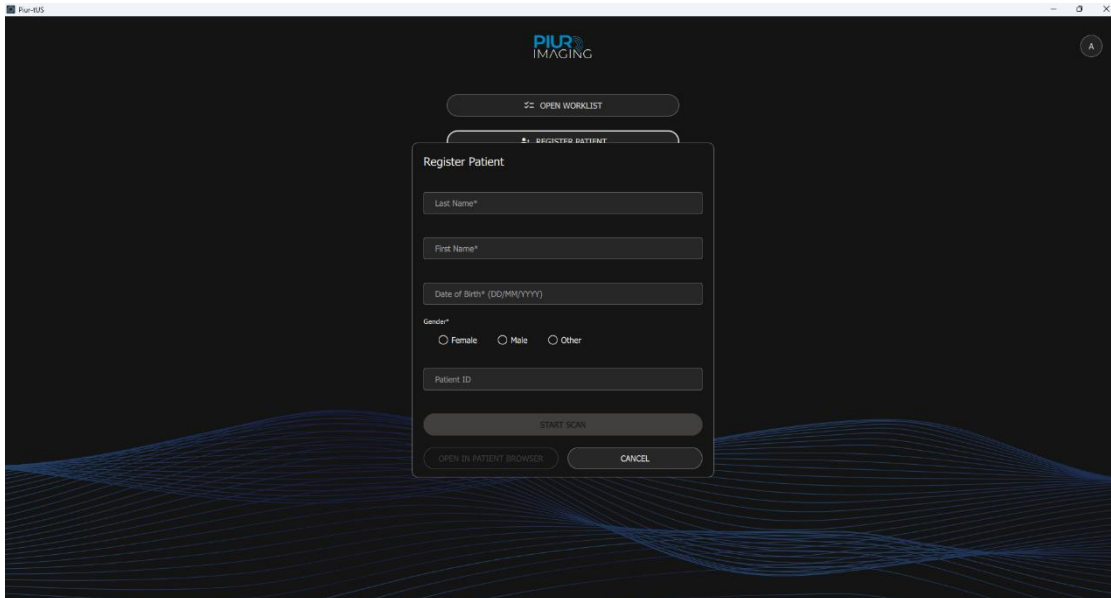 Piur-tUS
PIUR
IMAGING
A
OPEN WORKLIST
REGISTER PATIENT
Register Patient
Last Name*
First Name*
Date of Birth* (DD/MM/YYYY)
Gender*
Female Male Other
Patient ID
START SCAN
OPEN IN PATIENT BROWSER CANCEL